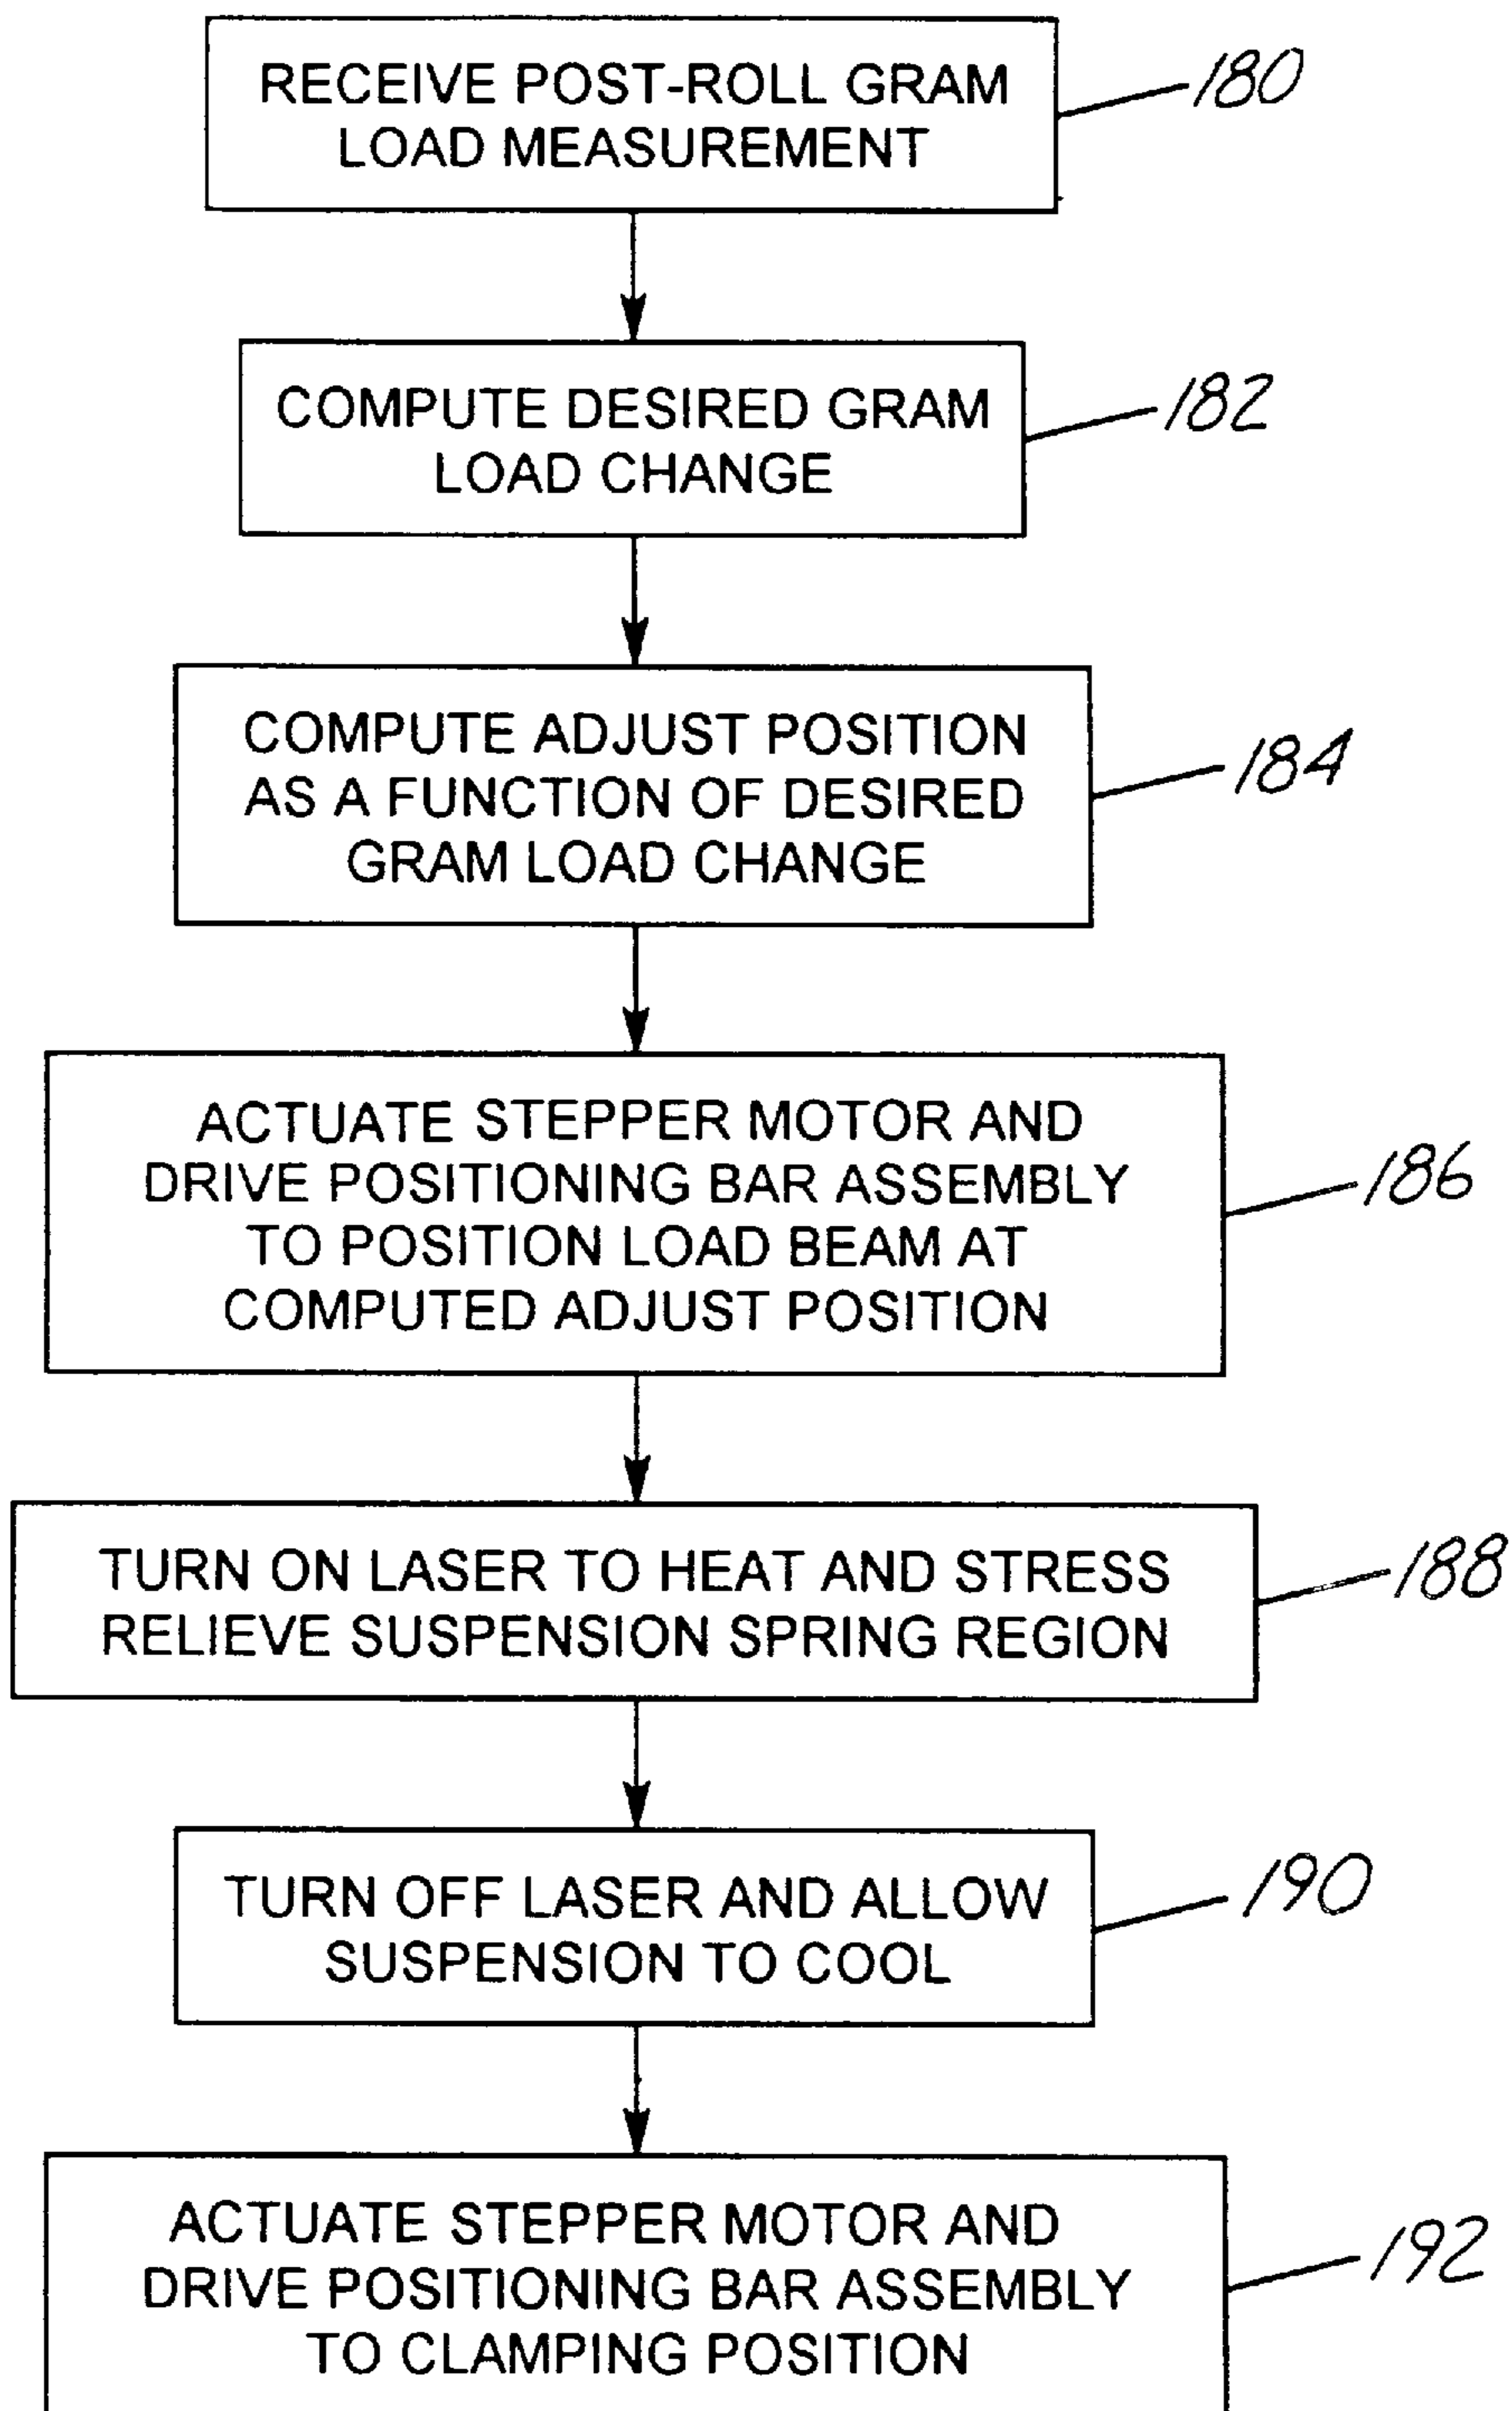 RECEIVE POST-ROLL GRAM
LOAD MEASUREMENT
180
COMPUTE DESIRED GRAM
LOAD CHANGE
182
COMPUTE ADJUST POSITION
AS A FUNCTION OF DESIRED
GRAM LOAD CHANGE
184
ACTUATE STEPPER MOTOR AND
DRIVE POSITIONING BAR ASSEMBLY
TO POSITION LOAD BEAM AT
COMPUTED ADJUST POSITION
186
TURN ON LASER TO HEAT AND STRESS
RELIEVE SUSPENSION SPRING REGION
188
TURN OFF LASER AND ALLOW
SUSPENSION TO COOL
190
ACTUATE STEPPER MOTOR AND
DRIVE POSITIONING BAR ASSEMBLY
TO CLAMPING POSITION
192